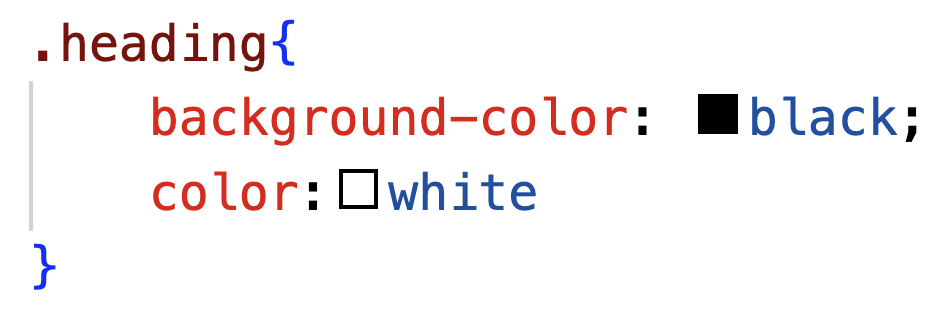 .heading{
    background-color: black;
    color:white
}